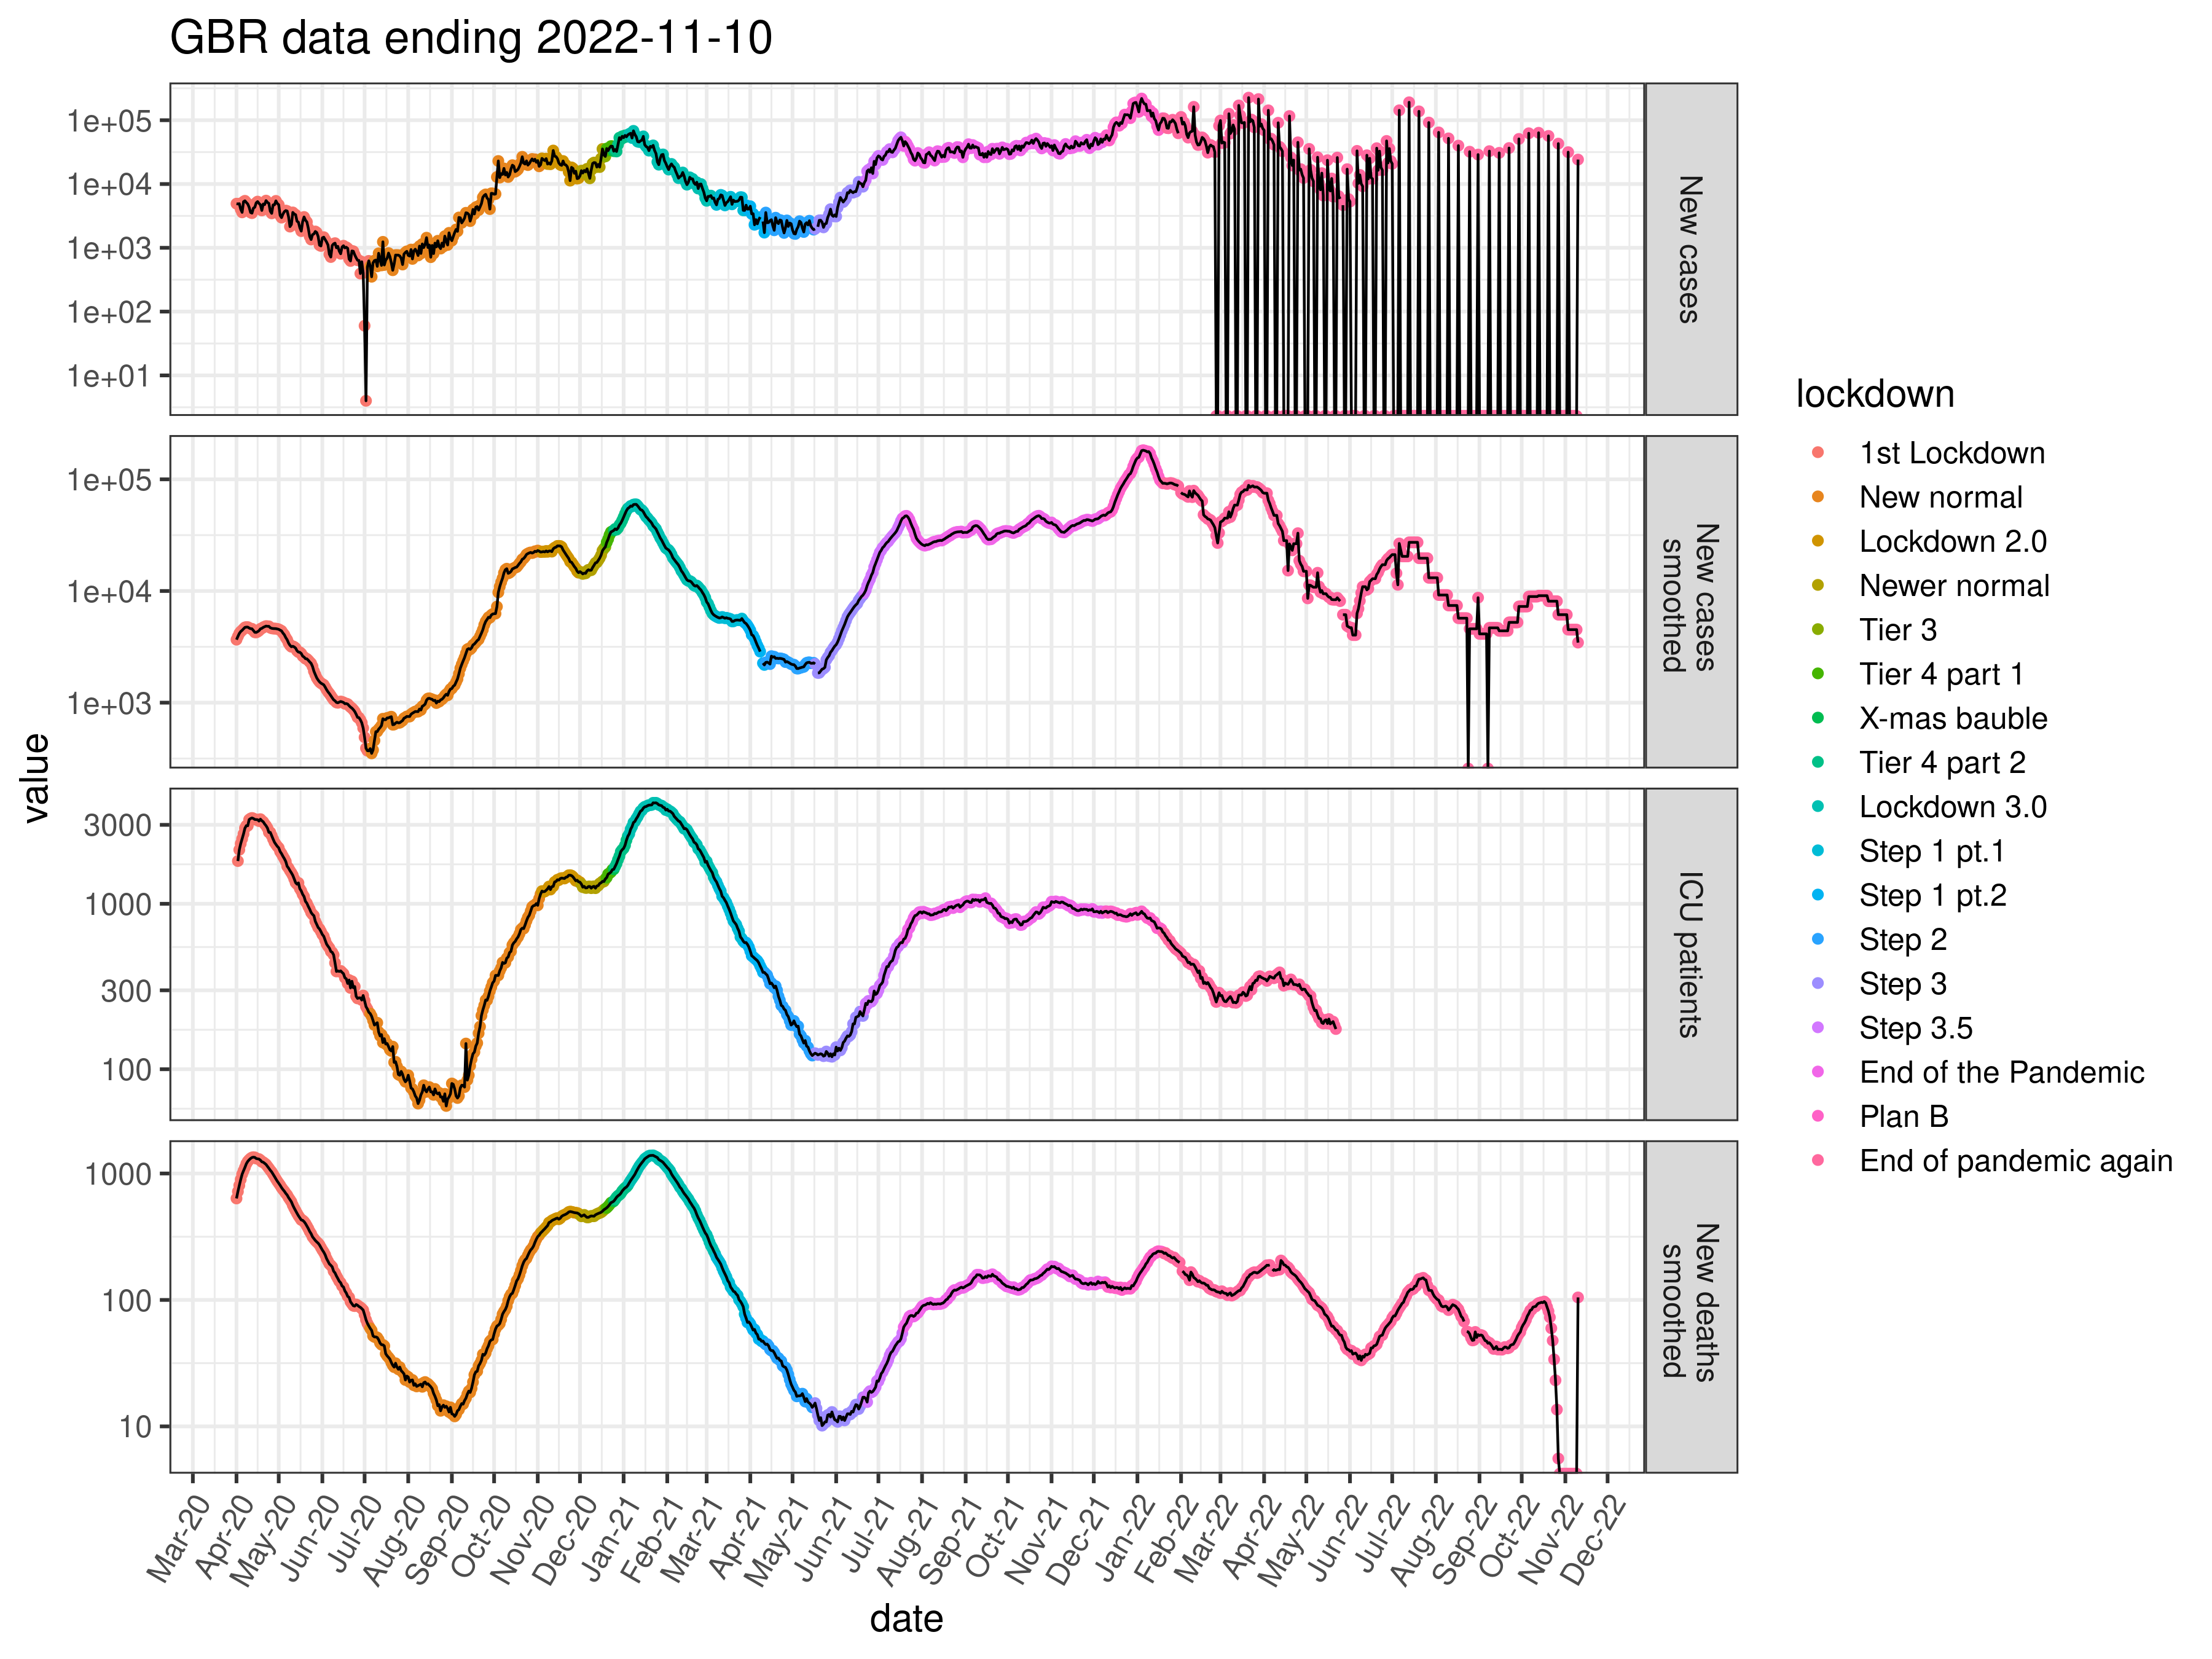 GBR data ending 2022-11-10
1e+05
1e+04
1e+03
1e+02
1e+01
New cases
1e+05
1e+04
1e+03
New cases
smoothed
3000
1000
300
100
ICU patients
1000
100
10
New deaths
smoothed
value
Mar-20
Apr-20
May-20
Jun-20
Jul-20
Aug-20
Sep-20
Oct-20
Nov-20
Dec-20
Jan-21
Feb-21
Mar-21
Apr-21
May-21
Jun-21
Jul-21
Aug-21
Sep-21
Oct-21
Nov-21
Dec-21
Jan-22
Feb-22
Mar-22
Apr-22
May-22
Jun-22
Jul-22
Aug-22
Sep-22
Oct-22
Nov-22
Dec-22
date
lockdown
1st Lockdown
New normal
Lockdown 2.0
Newer normal
Tier 3
Tier 4 part 1
X-mas bauble
Tier 4 part 2
Lockdown 3.0
Step 1 pt.1
Step 1 pt.2
Step 2
Step 3
Step 3.5
End of the Pandemic
Plan B
End of pandemic again